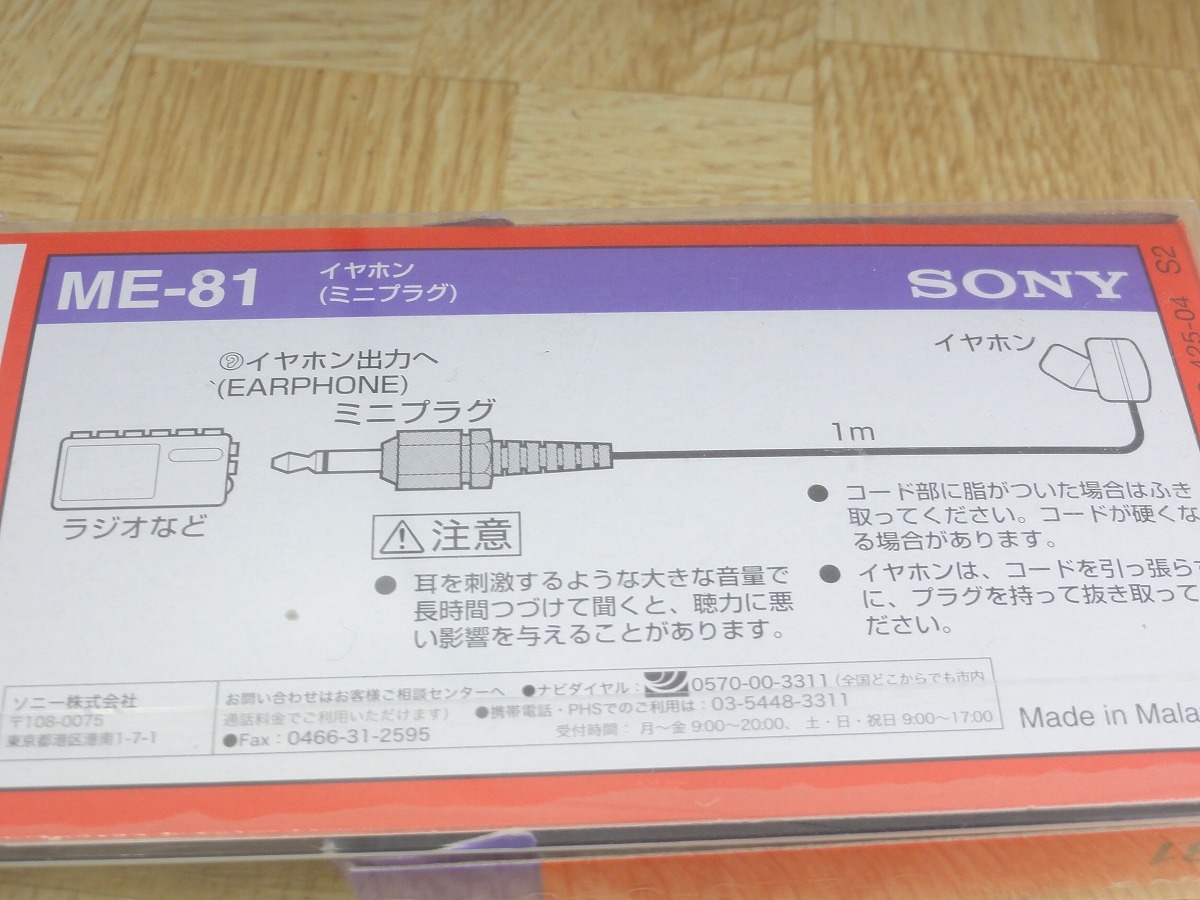 ME-81
イヤホン
(ミニプラグ)
SONY
イヤホン出力へ
(EARPHONE)
ミニプラグ
イヤホン
1m
ラジオなど
注意
● 耳を刺激するような大きな音量で
長時間つづけて聞くと、聴力に悪
い影響を与えることがあります。
● コード部に脂がついた場合はふき
取ってください。コードが硬くな
る場合があります。
● イヤホンは、コードを引っ張らず
に、プラグを持って抜き取って
ださい。
ソニー株式会社
〒108-0075
東京都港区港南1-7-1
お問い合わせはお客様ご相談センターへ ●ナビダイヤル: 0570-00-3311 (全国どこからでも市内
通話料金でご利用いただけます) ●携帯電話・PHSでのご利用は: 03-5448-3311
●Fax: 0466-31-2595 受付時間: 月～金 9:00～20:00、土・日・祝日 9:00～17:00
Made in Mala
425-04 S2